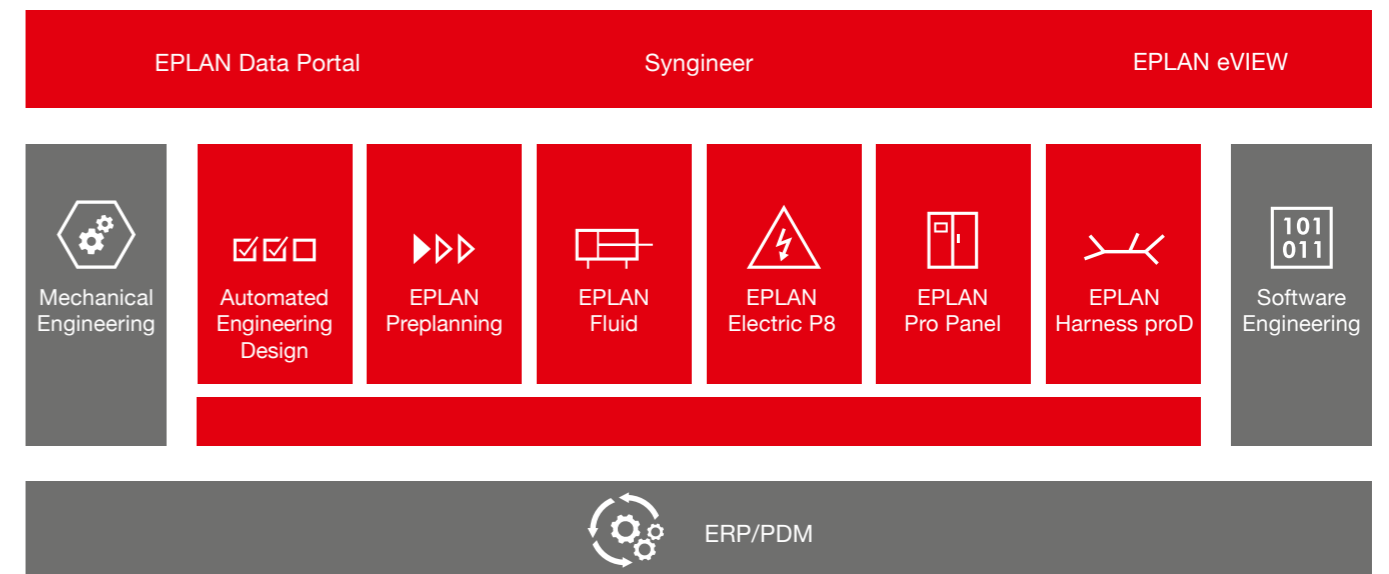 EPLAN Data Portal
Syngineer
EPLAN eVIEW
Mechanical
Engineering
Automated
Engineering
Design
EPLAN
Preplanning
EPLAN
Fluid
EPLAN
Electric P8
EPLAN
Pro Panel
EPLAN
Harness proD
101
011
Software
Engineering
ERP/PDM